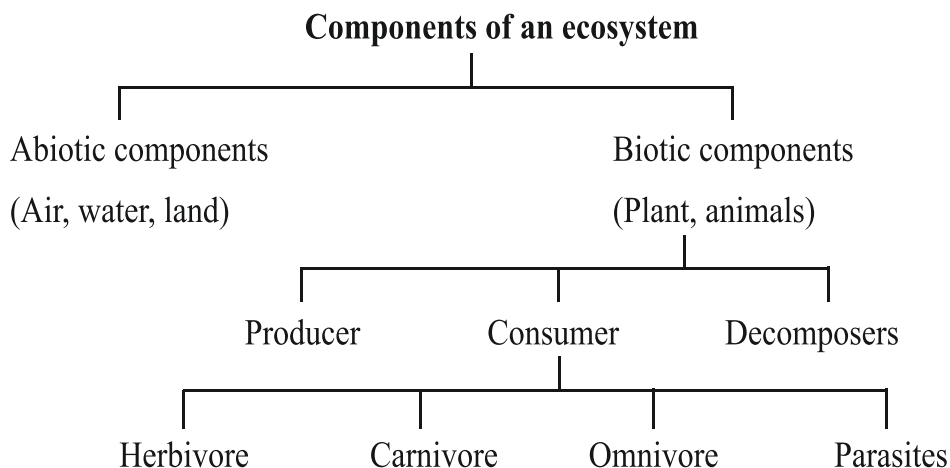 Components of an ecosystem
Abiotic components Biotic components
(Air, water, land) (Plant, animals)
Producer Consumer Decomposers
Herbivore Carnivore Omnivore Parasites